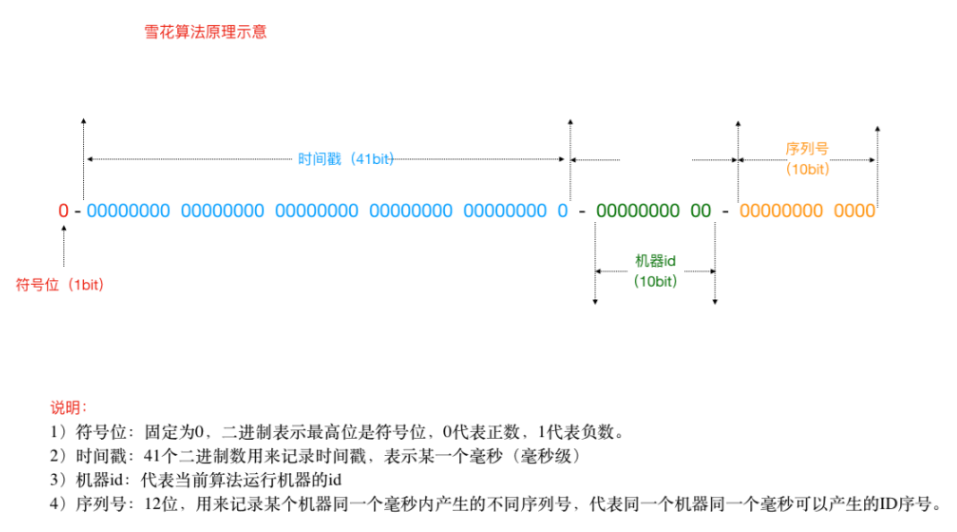 雪花算法原理示意
时间戳（41bit）
序列号
（10bit）
0 - 00000000 00000000 00000000 00000000 00000000 0 - 00000000 00 - 00000000 0000
机器id
（10bit）
符号位（1bit）
说明：
1）符号位：固定为0，二进制表示最高位是符号位，0代表正数，1代表负数。
2）时间戳：41个二进制数用来记录时间戳，表示某一个毫秒（毫秒级）
3）机器id：代表当前算法运行机器的id
4）序列号：12位，用来记录某个机器同一个毫秒内产生的不同序列号，代表同一个机器同一个毫秒可以产生的ID序号。